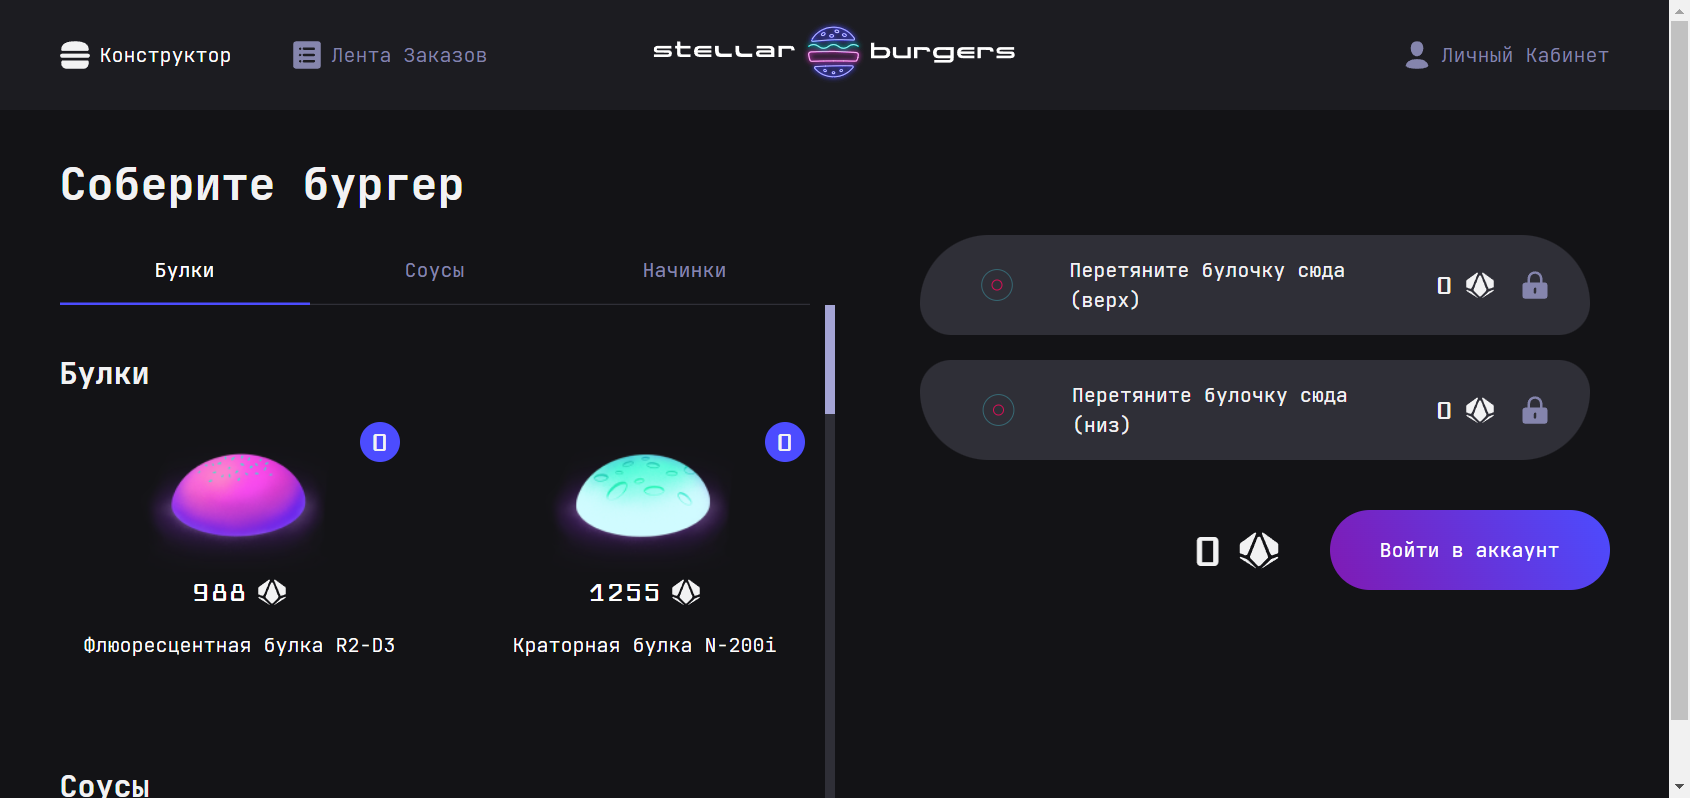 Конструктор
Лента Заказов
stellar burgers
Личный Кабинет
Соберите бургер
Булки
Соусы
Начинки
Булки
0
0
988
1255
Флюоресцентная булка R2-D3
Краторная булка N-200i
Соусы
Перетяните булочку сюда
(верх)
0
Перетяните булочку сюда
(низ)
0
0
Войти в аккаунт